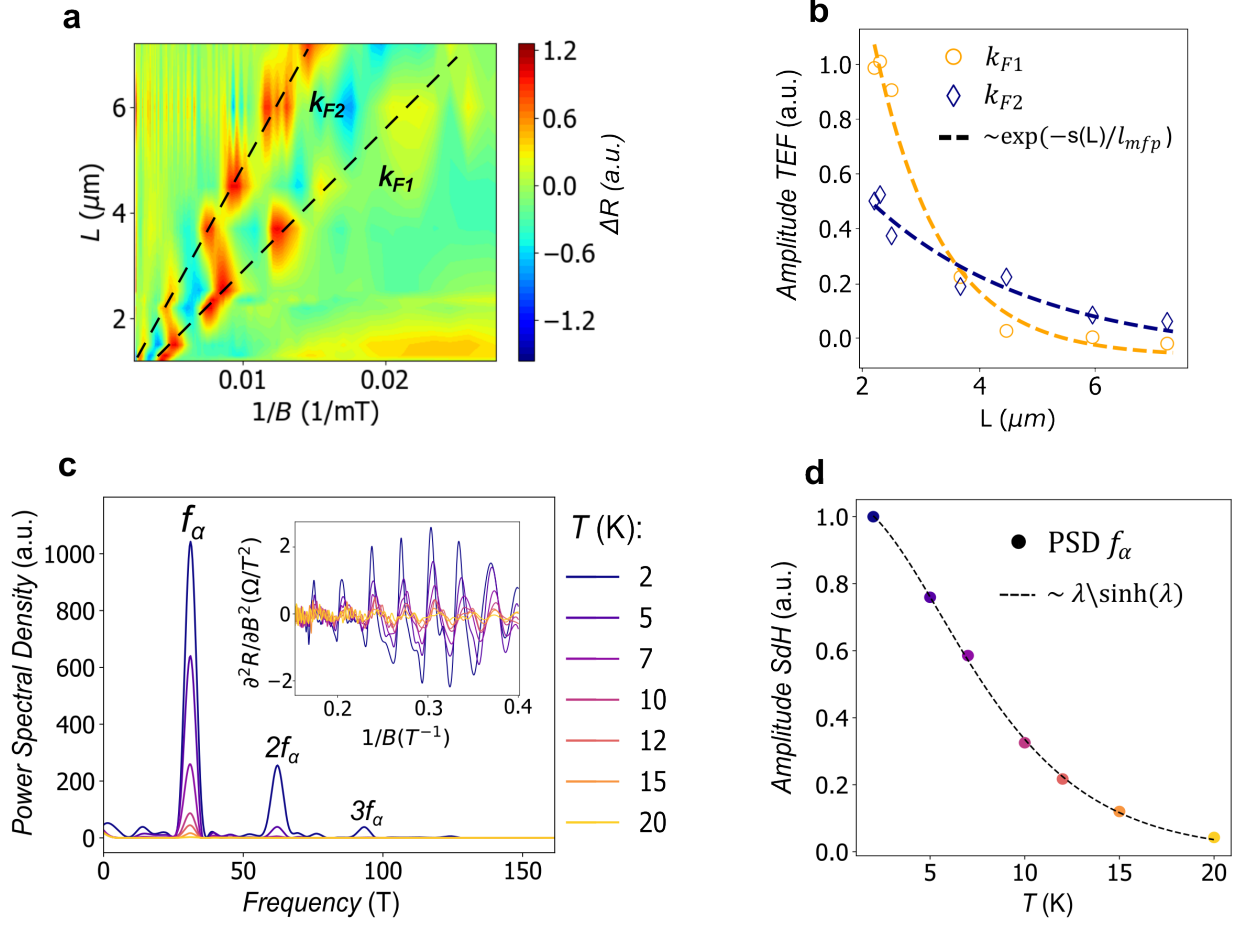 a
L (μm)
6
4
2
k_F2
k_F1
0.01
0.02
1/B (1/mT)
1.2
0.6
0.0
−0.6
−1.2
ΔR (a.u.)
b
Amplitude TEF (a.u.)
1.0
0.8
0.6
0.4
0.2
0.0
k_F1
k_F2
~exp(−s(L)/l_mfp)
2
4
6
L (μm)
c
Power Spectral Density (a.u.)
1000
800
600
400
200
0
f_α
2f_α
3f_α
∂²R/∂B² (Ω/T²)
2
0
−2
0.2
0.3
0.4
1/B(T⁻¹)
0
50
100
150
Frequency (T)
T (K):
2
5
7
10
12
15
20
d
Amplitude SdH (a.u.)
1.0
0.8
0.6
0.4
0.2
0.0
PSD f_α
~ λ\sinh(λ)
5
10
15
20
T (K)